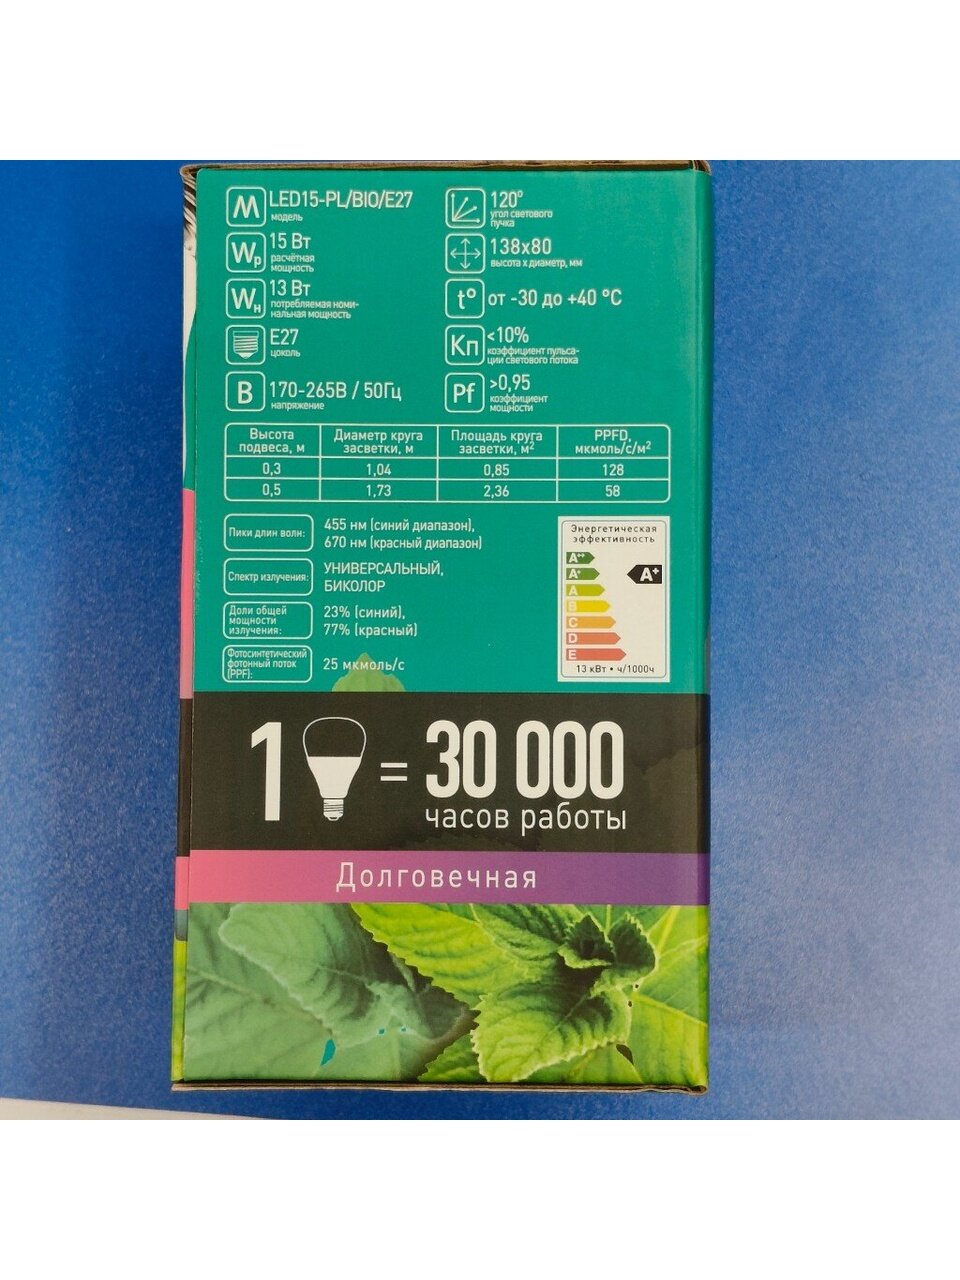 M LED15-PL/BIO/E27
модель
Wp 15 Вт
расчётная
мощность
Wн 13 Вт
потребляемая номи-
нальная мощность
E27
цоколь
В 170-265В / 50Гц
напряжение
120°
угол светового
пучка
138x80
высота x диаметр, мм
t° от -30 до +40 °C
Кп <10%
коэффициент пульса-
ции светового потока
Pf >0,95
коэффициент
мощности
Высота подвеса, м Диаметр круга засветки, м Площадь круга засветки, м² PPFD, мкмоль/с/м²
0,3 1,04 0,85 128
0,5 1,73 2,36 58
Пики длин волн: 455 нм (синий диапазон),
670 нм (красный диапазон)
Спектр излучения: УНИВЕРСАЛЬНЫЙ,
БИКОЛОР
Доли общей
мощности
излучения:
23% (синий),
77% (красный)
Фотосинтетический
фотонный поток
(PPF):
25 мкмоль/с
Энергетическая
эффективность
A++
A+ A+
A
B
C
D
E
13 кВт • ч/1000ч
1 = 30 000
часов работы
Долговечная